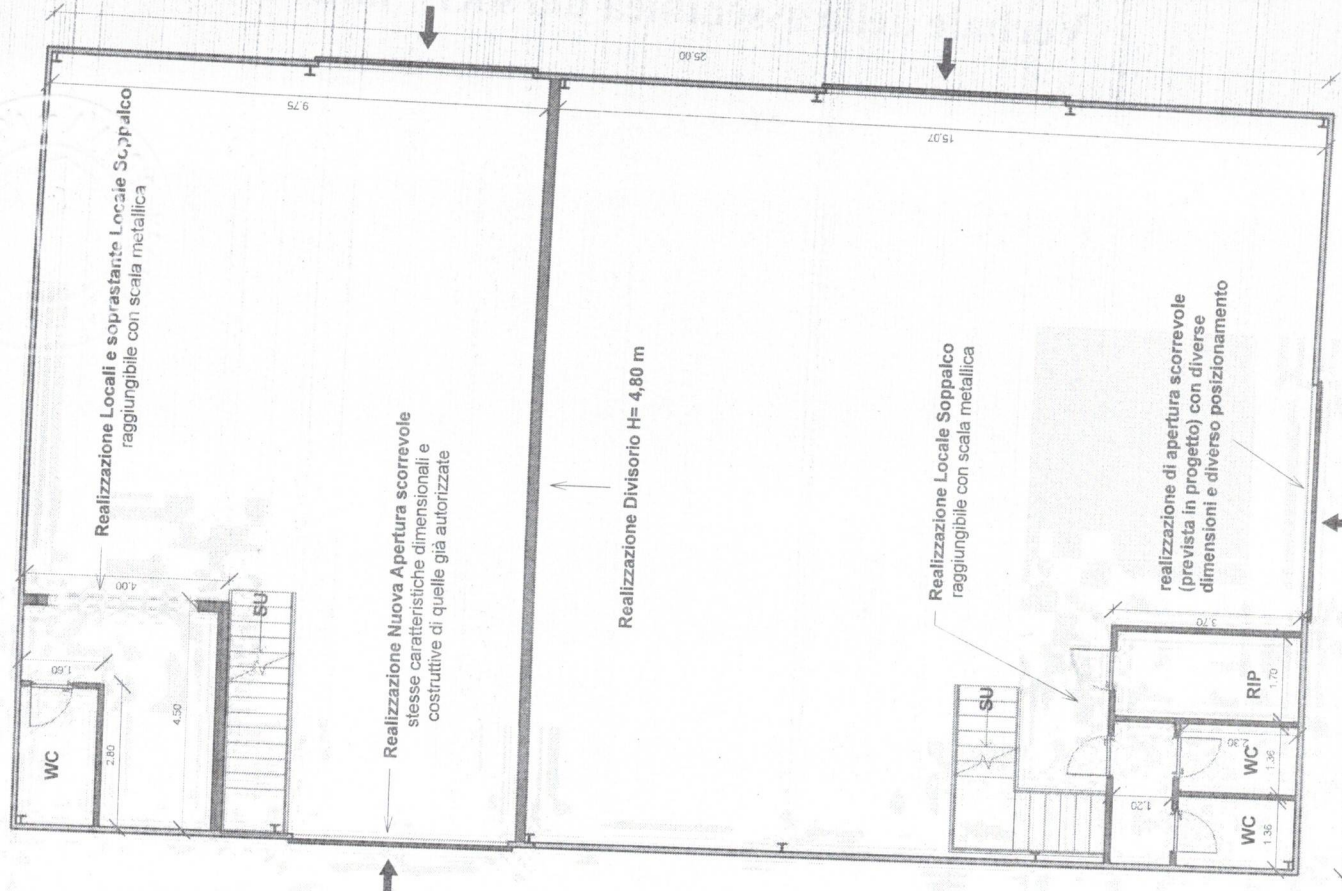 25.00
9.75
15.07
Realizzazione Locali e soprastante Locale Soppalco
raggiungibile con scala metallica
4.00
1.60
WC
2.80
4.50
SU
Realizzazione Nuova Apertura scorrevole
stesse caratteristiche dimensionali e
costruttive di quelle già autorizzate
Realizzazione Divisorio H= 4,80 m
Realizzazione Locale Soppalco
raggiungibile con scala metallica
realizzazione di apertura scorrevole
(prevista in progetto) con diverse
dimensioni e diverso posizionamento
SU
3.70
RIP
1.70
WC
1.36
1.20
WC
1.36